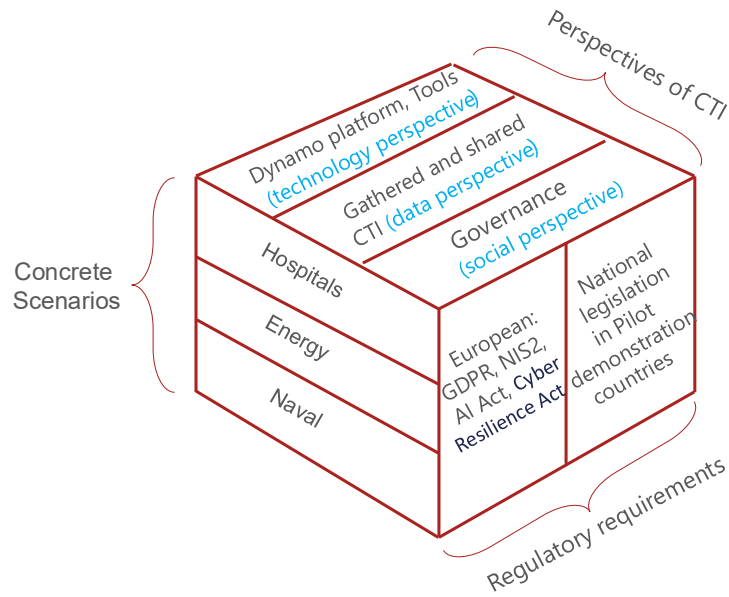 Perspectives of CTI
Dynamo platform, Tools
(technology perspective)
Gathered and shared
CTI (data perspective)
Governance
(social perspective)
Concrete
Scenarios
Hospitals
Energy
Naval
European:
GDPR, NIS2,
AI Act, Cyber
Resilience Act
National
legislation
in Pilot
demonstration
countries
Regulatory requirements